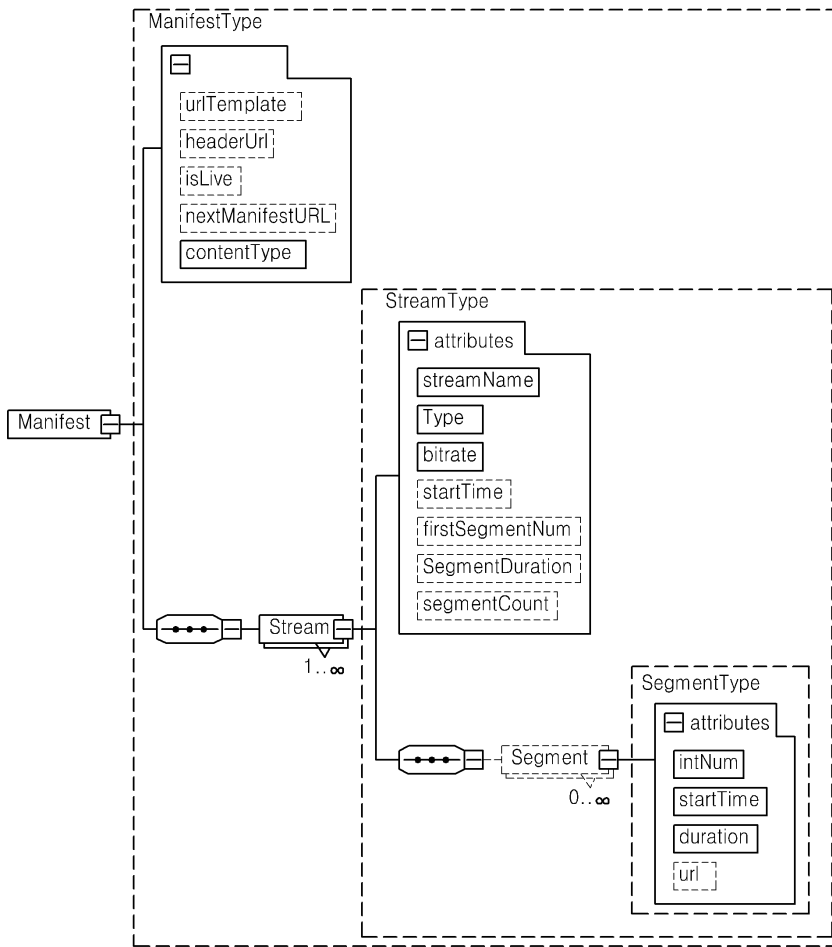 ManifestType
urlTemplate
headerUrl
isLive
nextManifestURL
contentType
StreamType
attributes
streamName
Type
bitrate
startTime
firstSegmentNum
SegmentDuration
segmentCount
Manifest
Stream
1..∞
SegmentType
attributes
intNum
startTime
duration
url
Segment
0..∞